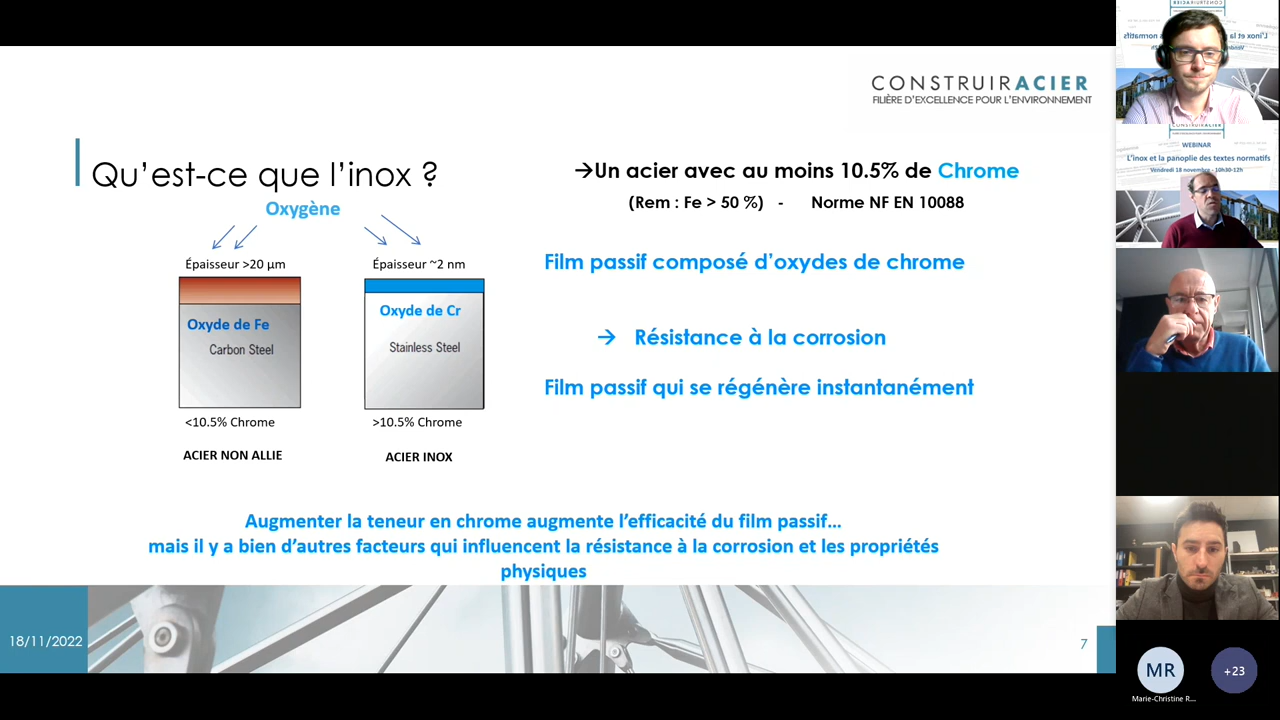 CONSTRUIRACIER
FILIÈRE D'EXCELLENCE POUR L'ENVIRONNEMENT
Qu'est-ce que l'inox ?
→Un acier avec au moins 10.5% de Chrome
(Rem : Fe > 50 %) - Norme NF EN 10088
Oxygène
Épaisseur >20 µm
Épaisseur ~2 nm
Oxyde de Fe
Carbon Steel
Oxyde de Cr
Stainless Steel
<10.5% Chrome
>10.5% Chrome
ACIER NON ALLIE
ACIER INOX
Film passif composé d'oxydes de chrome
→ Résistance à la corrosion
Film passif qui se régénère instantanément
Augmenter la teneur en chrome augmente l'efficacité du film passif…
mais il y a bien d'autres facteurs qui influencent la résistance à la corrosion et les propriétés
physiques
18/11/2022
7
WEBINAR
L'inox et la panoplie des textes normatifs
Vendredi 18 novembre - 10h30-12h
MR
+23
Marie-Christine R...